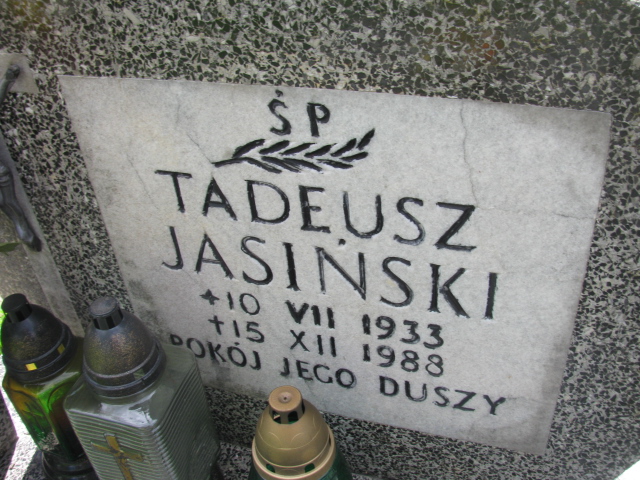 ŚP
TADEUSZ
JASIŃSKI
*10 VII 1933
+15 XII 1988
POKÓJ JEGO DUSZY